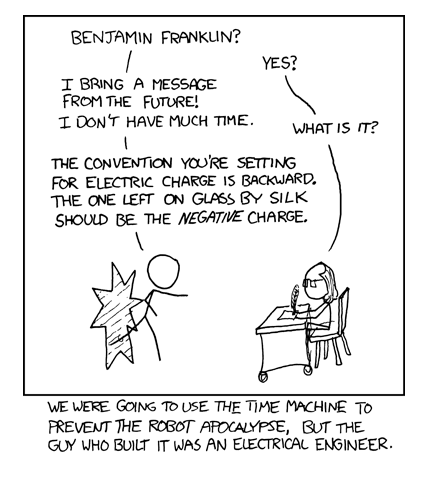 BENJAMIN FRANKLIN?
YES?
I BRING A MESSAGE
FROM THE FUTURE!
I DON'T HAVE MUCH TIME.
WHAT IS IT?
THE CONVENTION YOU'RE SETTING
FOR ELECTRIC CHARGE IS BACKWARD.
THE ONE LEFT ON GLASS BY SILK
SHOULD BE THE NEGATIVE CHARGE.
WE WERE GOING TO USE THE TIME MACHINE TO
PREVENT THE ROBOT APOCALYPSE, BUT THE
GUY WHO BUILT IT WAS AN ELECTRICAL ENGINEER.